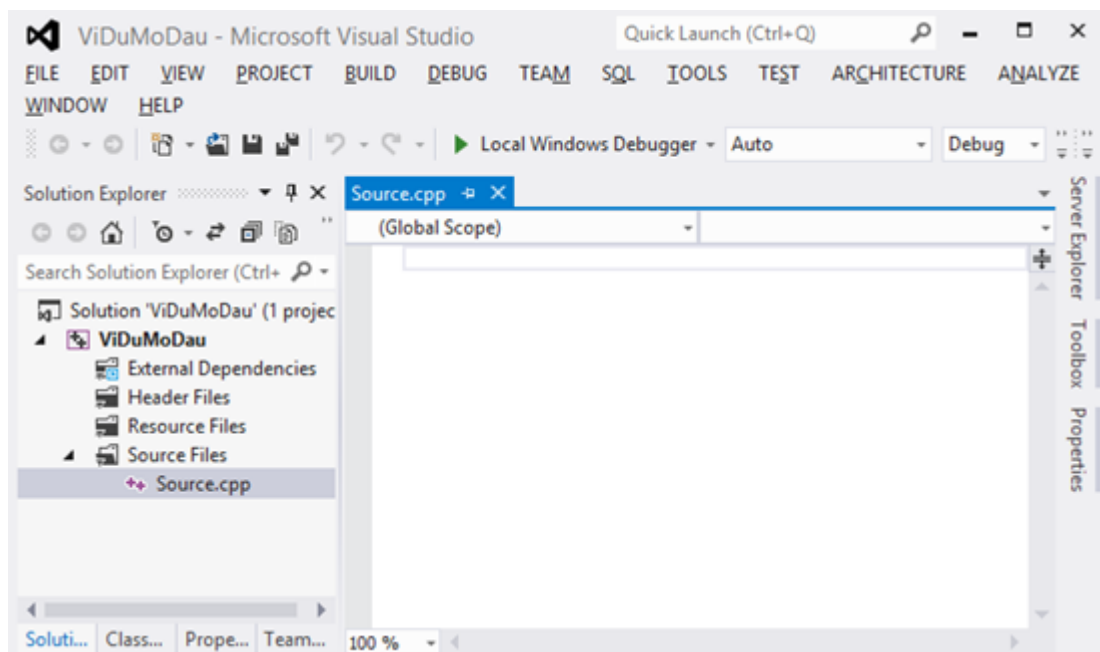 ViDuMoDau - Microsoft Visual Studio
Quick Launch (Ctrl+Q)
FILE EDIT VIEW PROJECT BUILD DEBUG TEAM SQL TOOLS TEST ARCHITECTURE ANALYZE
WINDOW HELP
Local Windows Debugger Auto Debug
Solution Explorer
Source.cpp
(Global Scope)
Search Solution Explorer (Ctrl+
Solution 'ViDuMoDau' (1 projec
ViDuMoDau
External Dependencies
Header Files
Resource Files
Source Files
Source.cpp
Server Explorer
Toolbox
Properties
Soluti... Class... Prope... Team...
100 %